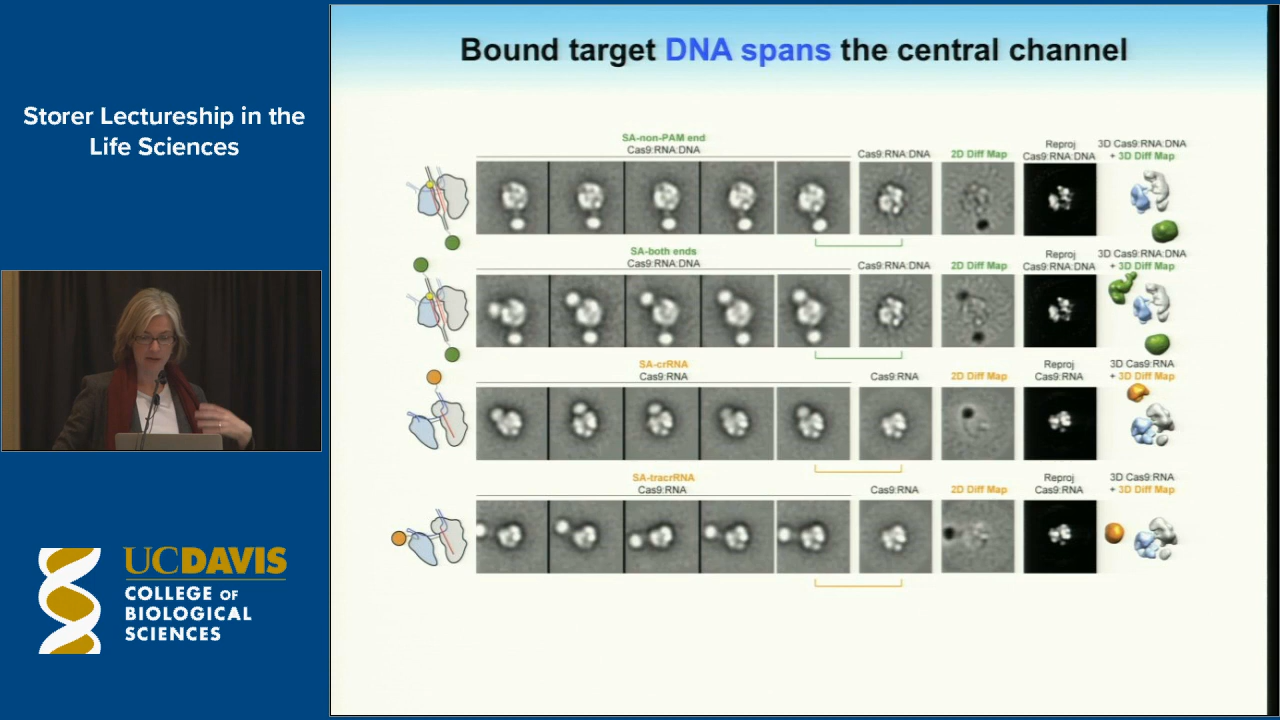 Storer Lectureship in the
Life Sciences
UCDAVIS
COLLEGE OF
BIOLOGICAL
SCIENCES
Bound target DNA spans the central channel
SA-non-PAM end
Cas9:RNA:DNA
Cas9:RNA:DNA
2D Diff Map
Reproj
Cas9:RNA:DNA
3D Cas9:RNA:DNA
+ 3D Diff Map
SA-both ends
Cas9:RNA:DNA
Cas9:RNA:DNA
2D Diff Map
Reproj
Cas9:RNA:DNA
3D Cas9:RNA:DNA
+ 3D Diff Map
SA-crRNA
Cas9:RNA
Cas9:RNA
2D Diff Map
Reproj
Cas9:RNA
3D Cas9:RNA
+ 3D Diff Map
SA-tracrRNA
Cas9:RNA
Cas9:RNA
2D Diff Map
Reproj
Cas9:RNA
3D Cas9:RNA
+ 3D Diff Map